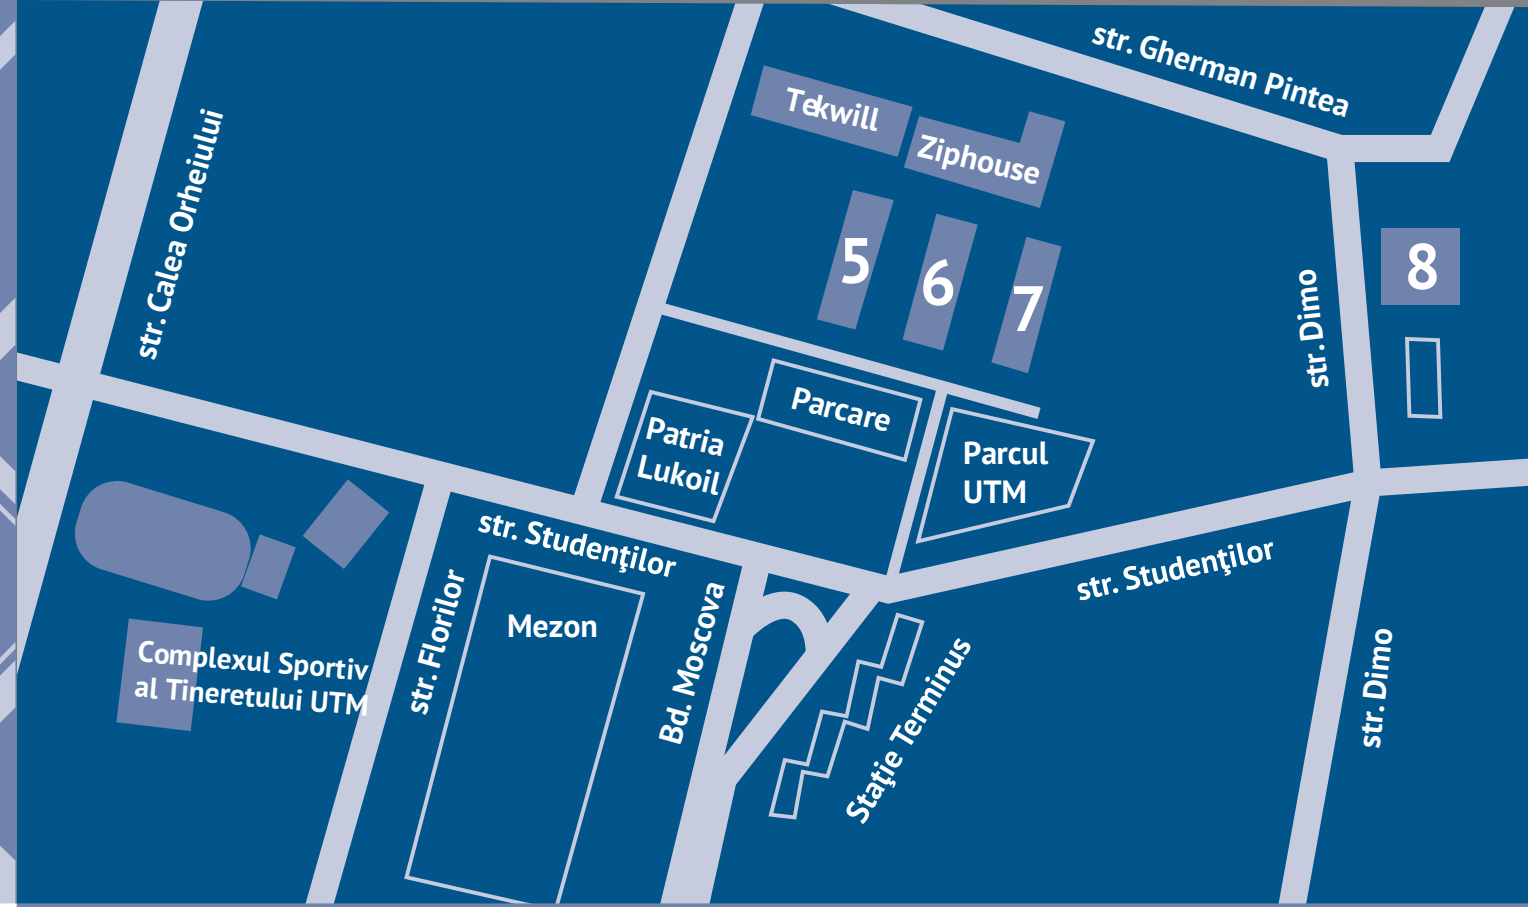 str. Gherman Pintea
Tekwill
Ziphouse
str. Calea Orheiului
5
6
7
8
str. Dimo
Parcare
Patria
Lukoil
Parcul
UTM
str. Studenţilor
str. Studenţilor
Mezon
str. Florilor
Bd. Moscova
Complexul Sportiv
al Tineretului UTM
Staţie Terminus
str. Dimo